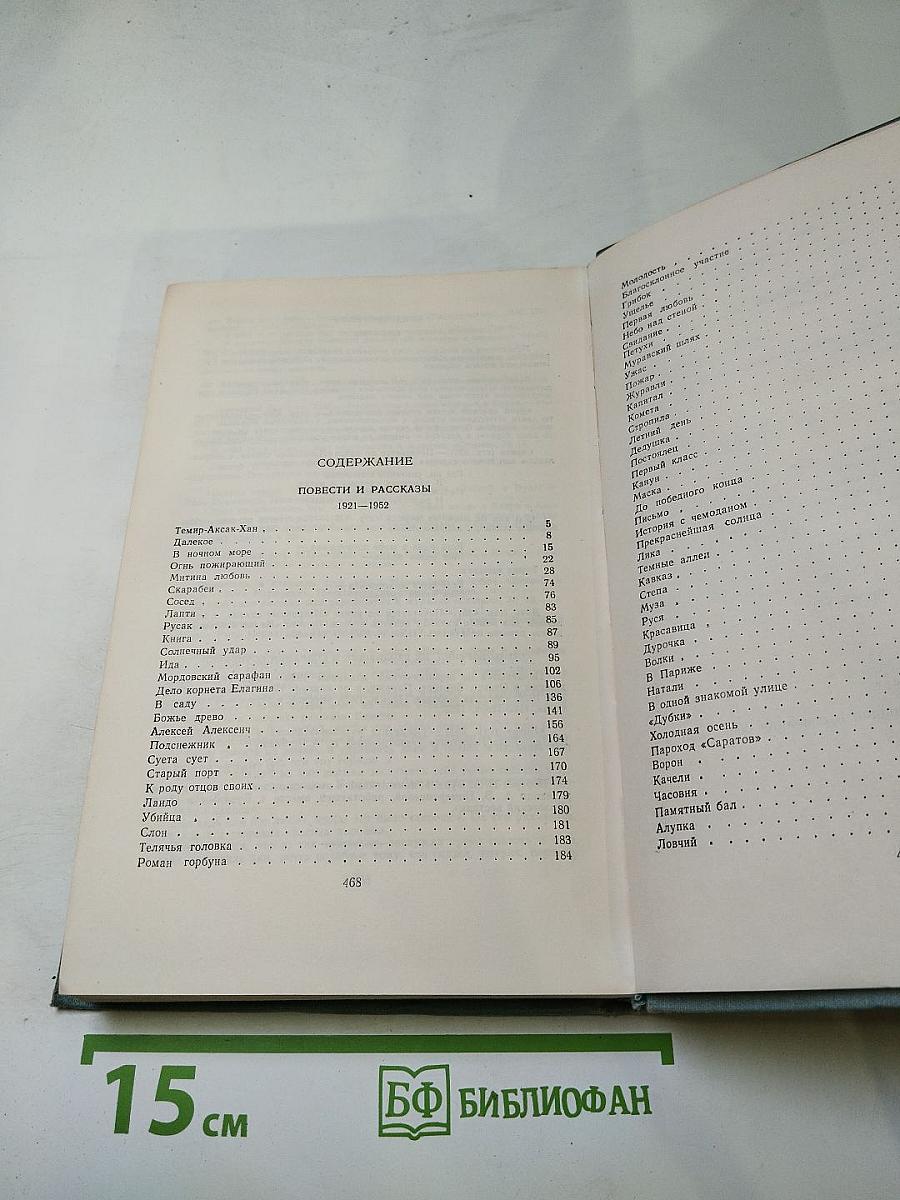 СОДЕРЖАНИЕ
ПОВЕСТИ И РАССКАЗЫ
1921—1952
Темир-Аксак-Хан . . . 5
Далекое . . . 8
В ночном море . . . 15
Огнь пожирающий . . . 22
Митина любовь . . . 28
Скарабеи . . . 74
Сосед . . . 76
Лапти . . . 83
Русак . . . 85
Книга . . . 87
Солнечный удар . . . 89
Ида . . . 95
Мордовский сарафан . . . 102
Дело корнета Елагина . . . 106
В саду . . . 136
Божье древо . . . 141
Алексей Алексеич . . . 156
Подснежник . . . 164
Суета сует . . . 167
Старый порт . . . 170
К роду отцов своих . . . 174
Ландо . . . 179
Убийца . . . 180
Слон . . . 181
Телячья головка . . . 183
Роман горбуна . . . 184
468
Молодость
Благосклонное участие
Грибок
Ущелье
Первая любовь
Небо над стеной
Свидание
Петухи
Муравский шлях
Ужас
Пожар
Журавли
Капитал
Комета
Стропила
Летний день
Дедушка
Постоялец
Первый класс
Канун
Маска
До победного конца
Письмо
История с чемоданом
Прекраснейшая солнца
Лика
Темные аллеи
Кавказ
Степа
Муза
Руся
Красавица
Дурочка
Волки
В Париже
Натали
В одной знакомой улице
«Дубки»
Холодная осень
Пароход «Саратов»
Ворон
Качели
Часовня
Памятный бал
Алупка
Ловчий
15 см
БФ БИБЛИОФАН